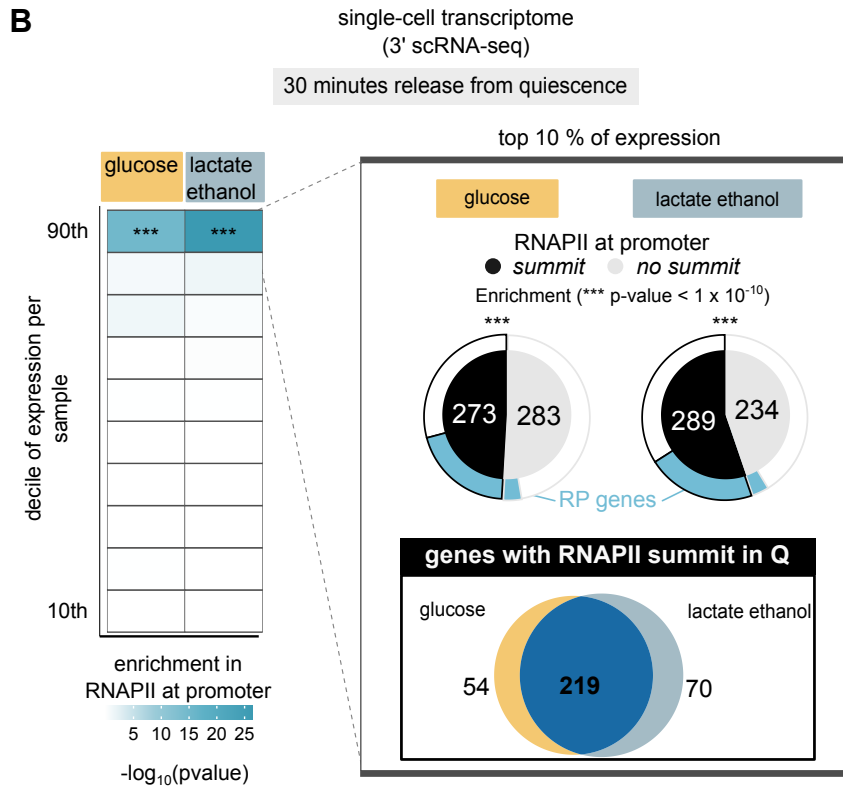 B
single-cell transcriptome
(3' scRNA-seq)
30 minutes release from quiescence
top 10 % of expression
glucose
lactate
ethanol
90th
***
***
decile of expression per
sample
10th
enrichment in
RNAPII at promoter
5 10 15 20 25
-log₁₀(pvalue)
glucose
lactate ethanol
RNAPII at promoter
summit
no summit
Enrichment (*** p-value < 1 x 10⁻¹⁰)
***
***
273
283
289
234
RP genes
genes with RNAPII summit in Q
glucose
lactate ethanol
54
219
70